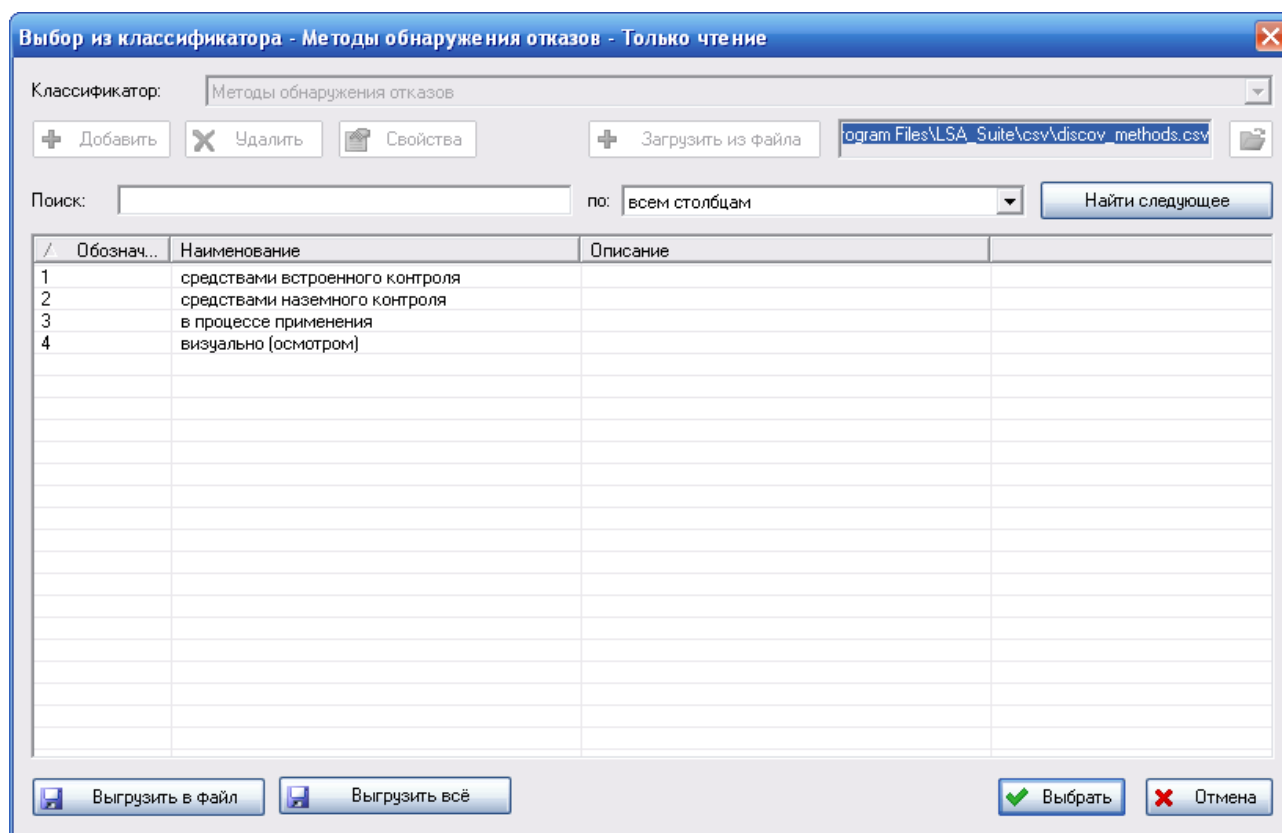 Выбор из классификатора - Методы обнаружения отказов - Только чтение
Классификатор: Методы обнаружения отказов
Добавить Удалить Свойства Загрузить из файла rogram Files\LSA_Suite\csv\discov_methods.csv
Поиск: по: всем столбцам Найти следующее
Обознач... Наименование Описание
1 средствами встроенного контроля
2 средствами наземного контроля
3 в процессе применения
4 визуально (осмотром)
Выгрузить в файл Выгрузить всё Выбрать Отмена